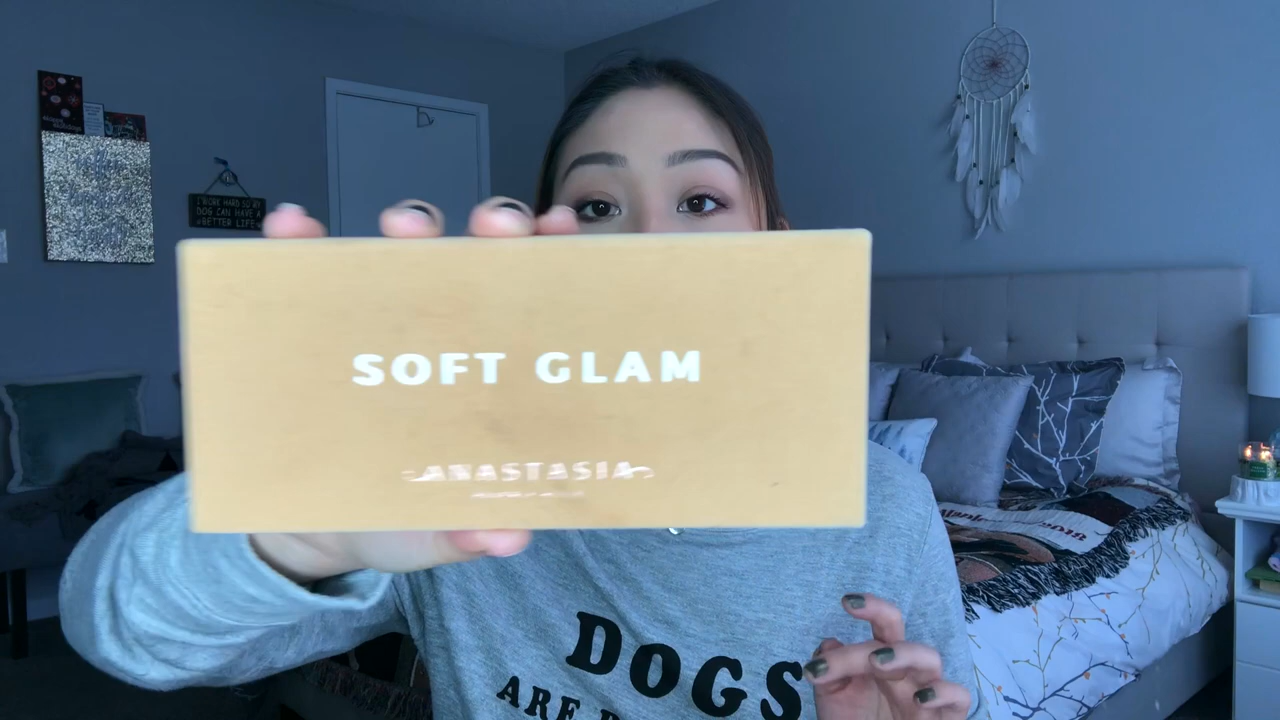 I WORK HARD SO MY
DOG CAN HAVE A
BETTER LIFE
SOFT GLAM
ANASTASIA
DOGS
ARE